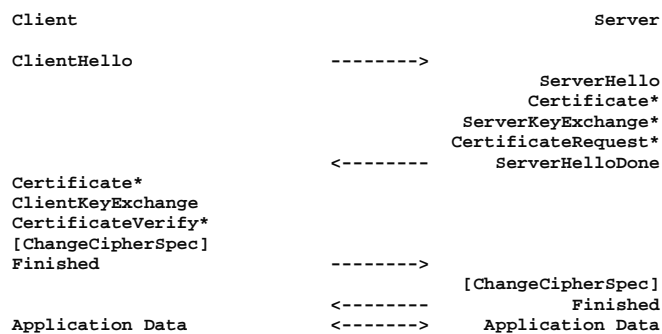 Client Server
ClientHello -------->
ServerHello
Certificate*
ServerKeyExchange*
CertificateRequest*
<-------- ServerHelloDone
Certificate*
ClientKeyExchange
CertificateVerify*
[ChangeCipherSpec]
Finished -------->
[ChangeCipherSpec]
<-------- Finished
Application Data <-------> Application Data